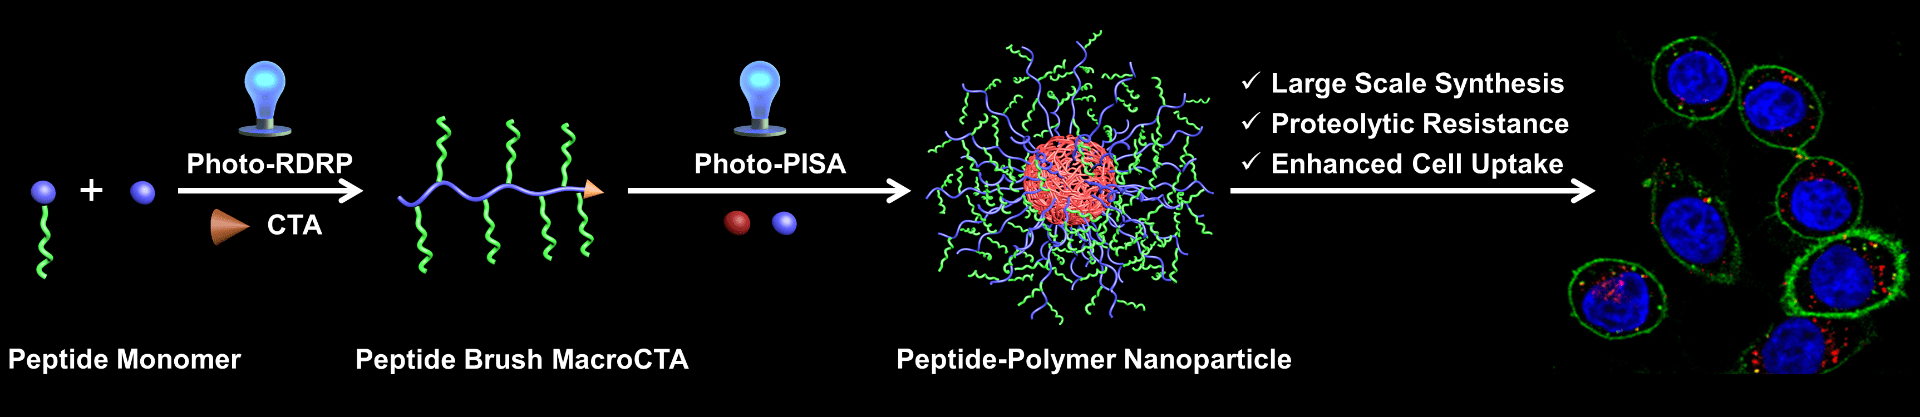 Photo-RDRP
+
CTA
Photo-PISA
✓ Large Scale Synthesis
✓ Proteolytic Resistance
✓ Enhanced Cell Uptake
Peptide Monomer
Peptide Brush MacroCTA
Peptide-Polymer Nanoparticle